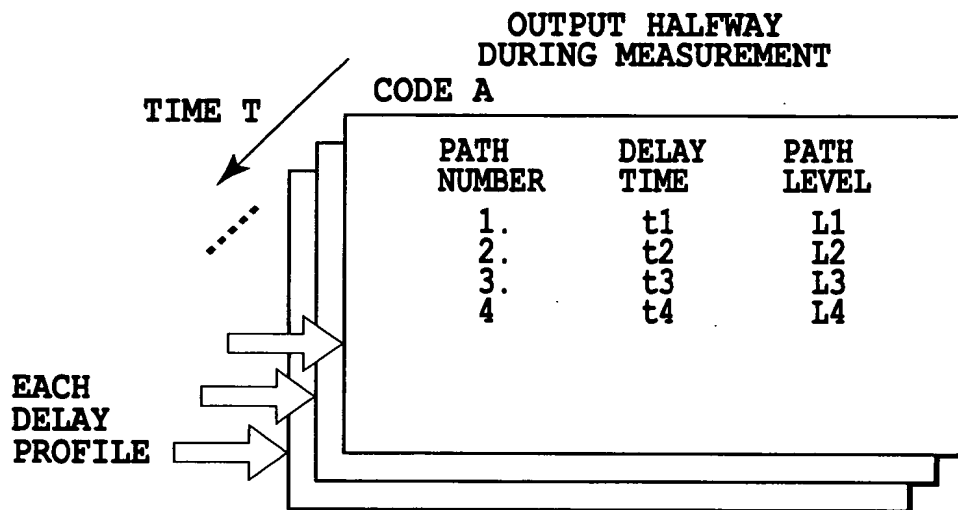 OUTPUT HALFWAY
DURING MEASUREMENT
TIME T
CODE A
PATH NUMBER DELAY TIME PATH LEVEL
1. t1 L1
2. t2 L2
3. t3 L3
4 t4 L4
EACH
DELAY
PROFILE